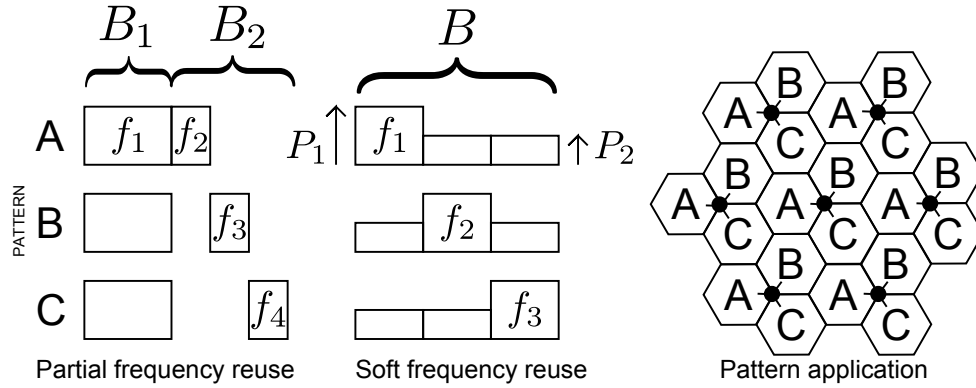 B₁ B₂ B
A f₁ f₂ P₁ f₁ P₂
B f₃ f₂
C f₄ f₃
PATTERN
B B
A A
C C
B B B
A A A
C C C
B B
A A
C C
Partial frequency reuse
Soft frequency reuse
Pattern application